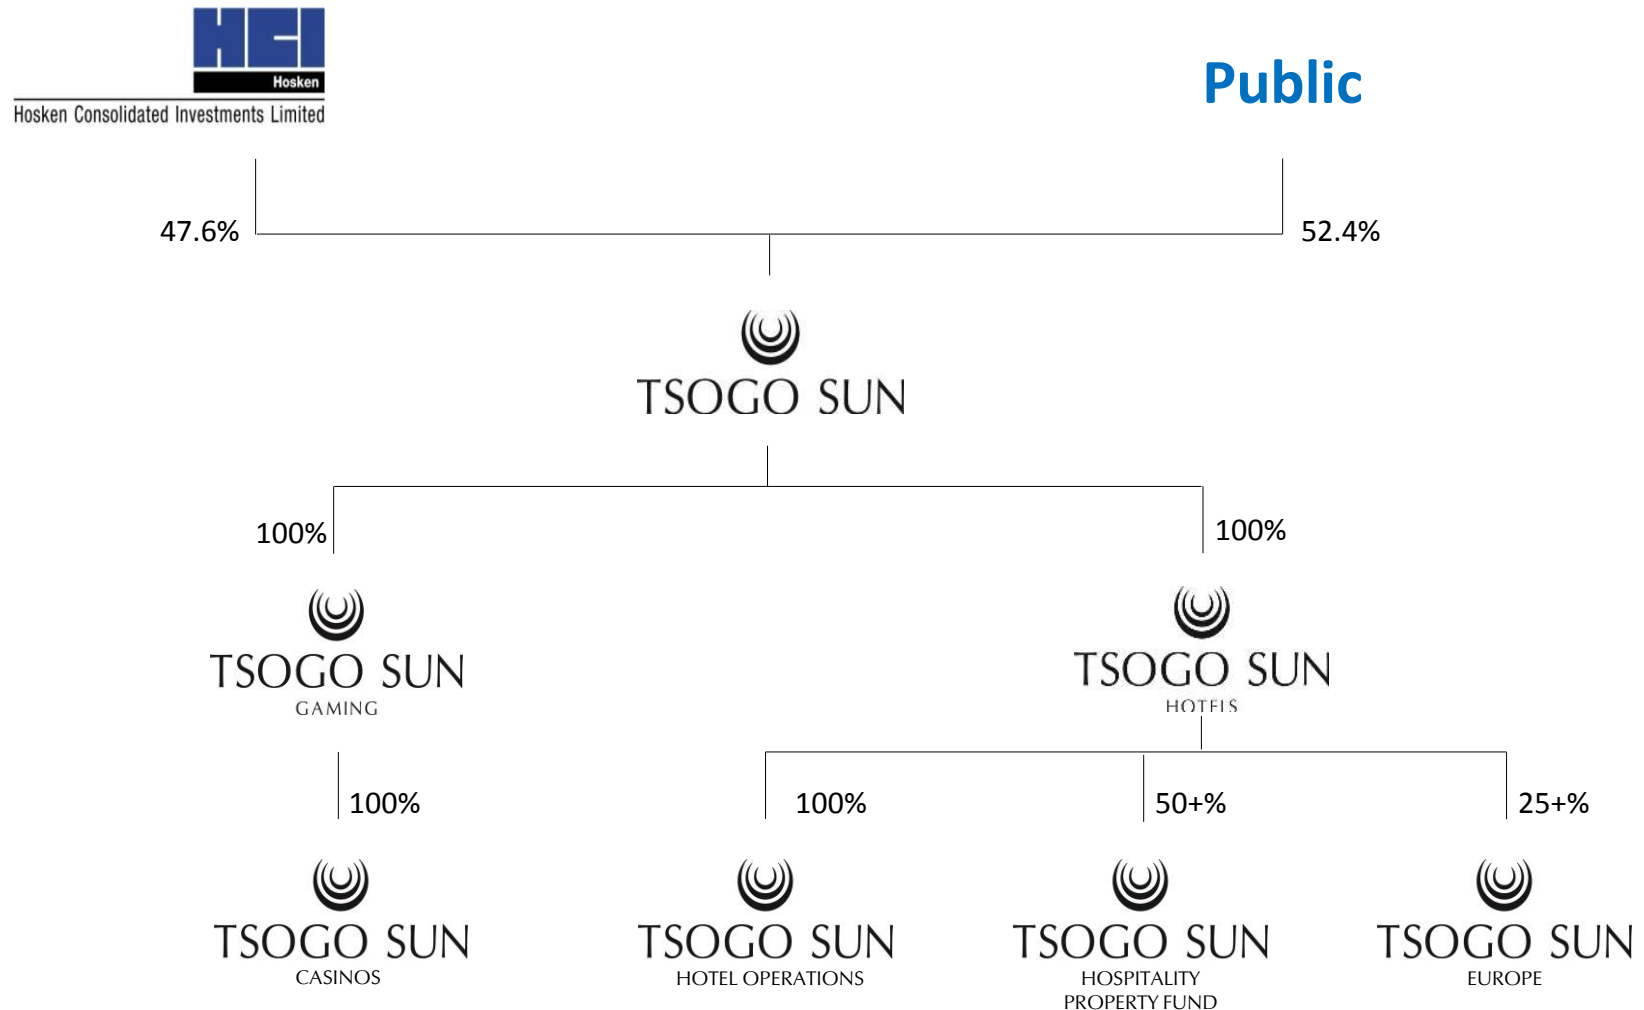 HCI
Hosken
Hosken Consolidated Investments Limited
Public
47.6%
52.4%
TSOGO SUN
100%
100%
TSOGO SUN
GAMING
TSOGO SUN
HOTELS
100%
100%
50+%
25+%
TSOGO SUN
CASINOS
TSOGO SUN
HOTEL OPERATIONS
TSOGO SUN
HOSPITALITY
PROPERTY FUND
TSOGO SUN
EUROPE